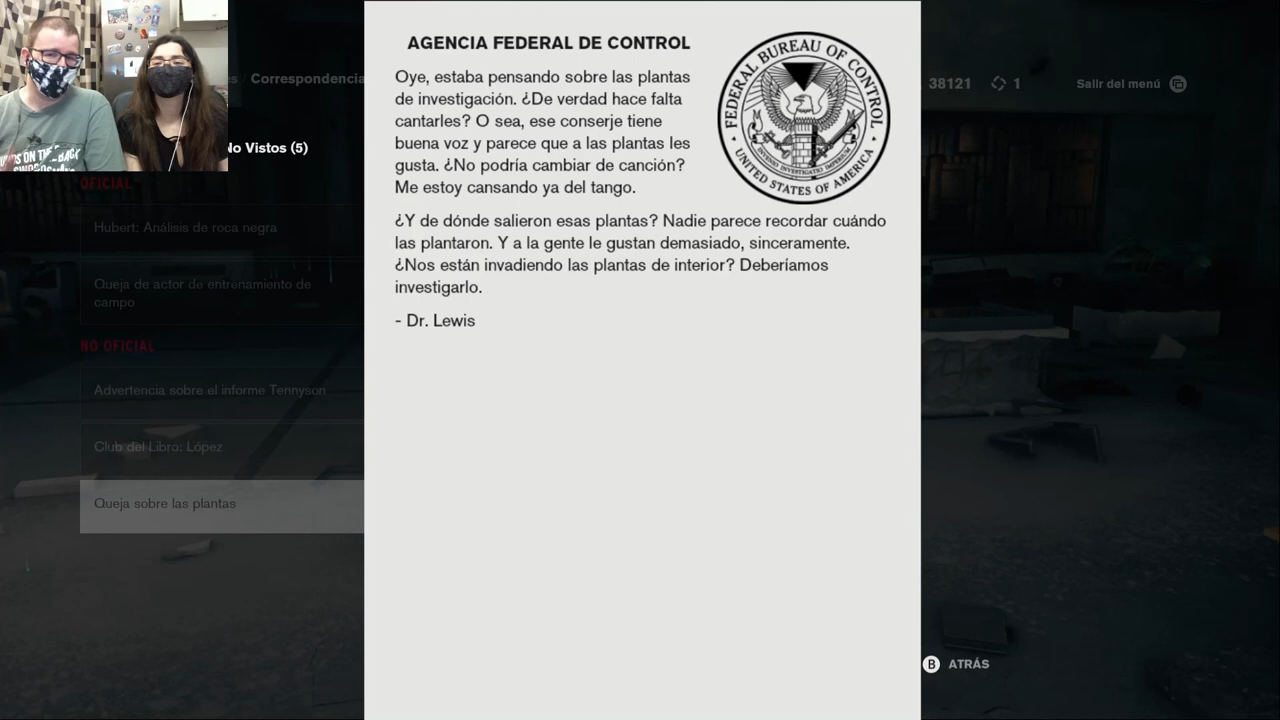 AGENCIA FEDERAL DE CONTROL
Oye, estaba pensando sobre las plantas
de investigación. ¿De verdad hace falta
cantarles? O sea, ese conserje tiene
buena voz y parece que a las plantas les
gusta. ¿No podría cambiar de canción?
Me estoy cansando ya del tango.
¿Y de dónde salieron esas plantas? Nadie parece recordar cuándo
las plantaron. Y a la gente le gustan demasiado, sinceramente.
¿Nos están invadiendo las plantas de interior? Deberíamos
investigarlo.
- Dr. Lewis
FEDERAL BUREAU OF CONTROL
UNITED STATES OF AMERICA
Correspondencia
No Vistos (5)
OFICIAL
Hubert: Análisis de roca negra
Queja de actor de entrenamiento de
campo
NO OFICIAL
Advertencia sobre el informe Tennyson
Club del Libro: López
Queja sobre las plantas
38121
1
Salir del menú
B ATRÁS